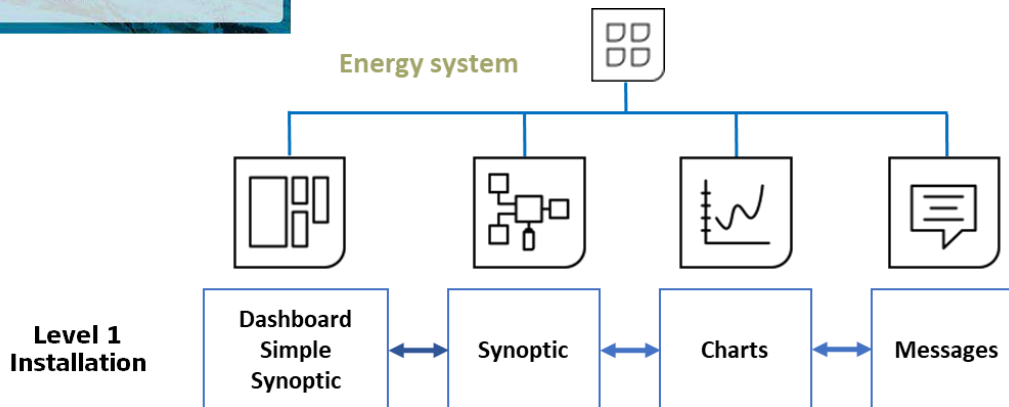 Energy system
Level 1
Installation
Dashboard
Simple
Synoptic
Synoptic
Charts
Messages